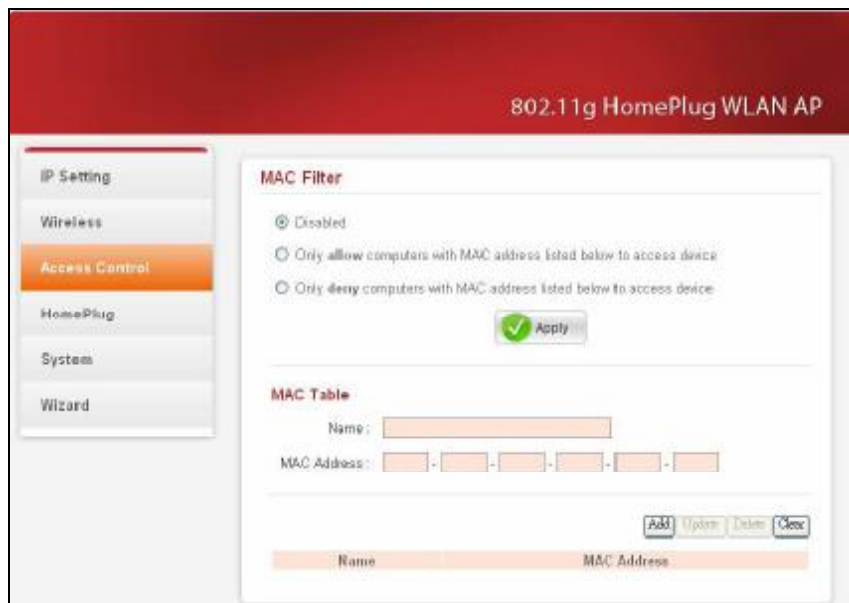 802.11g HomePlug WLAN AP
IP Setting
Wireless
Access Control
HomePlug
System
Wizard
MAC Filter
Disabled
Only allow computers with MAC address listed below to access device
Only deny computers with MAC address listed below to access device
Apply
MAC Table
Name :
MAC Address : - - - - -
Add Update Delete Clear
Name MAC Address